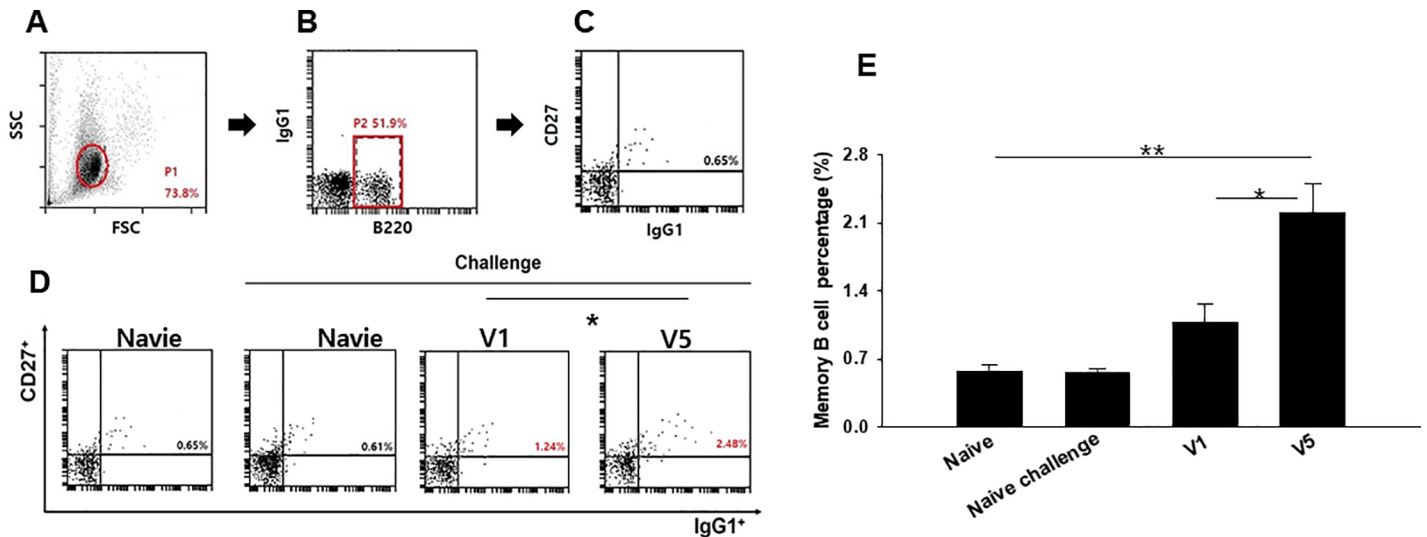 A
SSC
P1
73.8%
FSC
B
IgG1
P2 51.9%
B220
C
CD27
0.65%
IgG1
D
Challenge
*
Navie
Navie
V1
V5
CD27⁺
0.65%
0.61%
1.24%
2.48%
IgG1⁺
E
Memory B cell percentage (%)
2.8
2.1
1.4
0.7
0.0
**
*
Naive
Naïve challenge
V1
V5